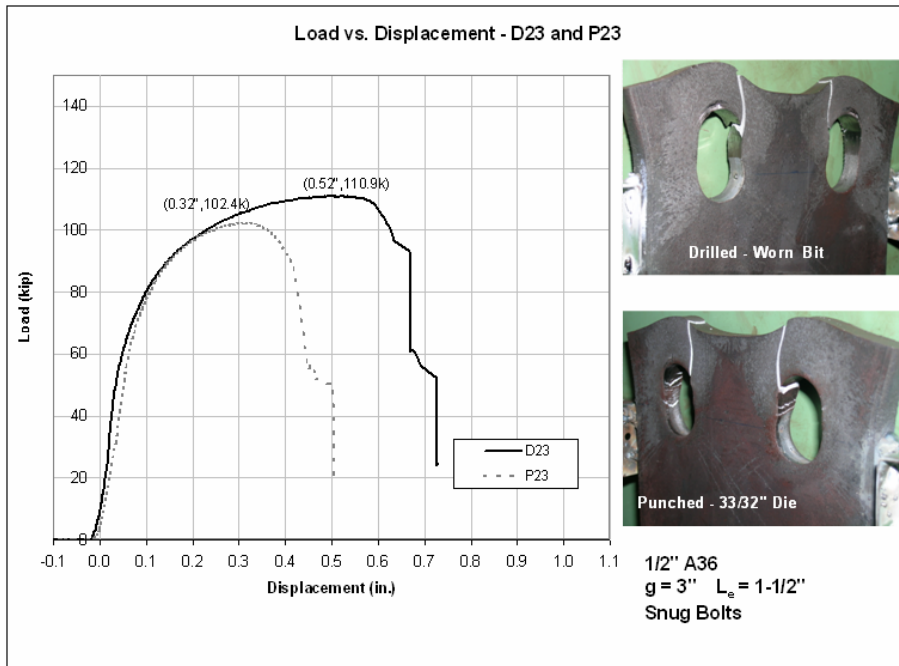 Load vs. Displacement - D23 and P23
140
120
100
80
60
40
20
0
Load (kip)
(0.32",102.4k)
(0.52",110.9k)
D23
P23
-0.1 0.0 0.1 0.2 0.3 0.4 0.5 0.6 0.7 0.8 0.9 1.0 1.1
Displacement (in.)
Drilled - Worn Bit
Punched - 33/32" Die
1/2" A36
g = 3" Le = 1-1/2"
Snug Bolts